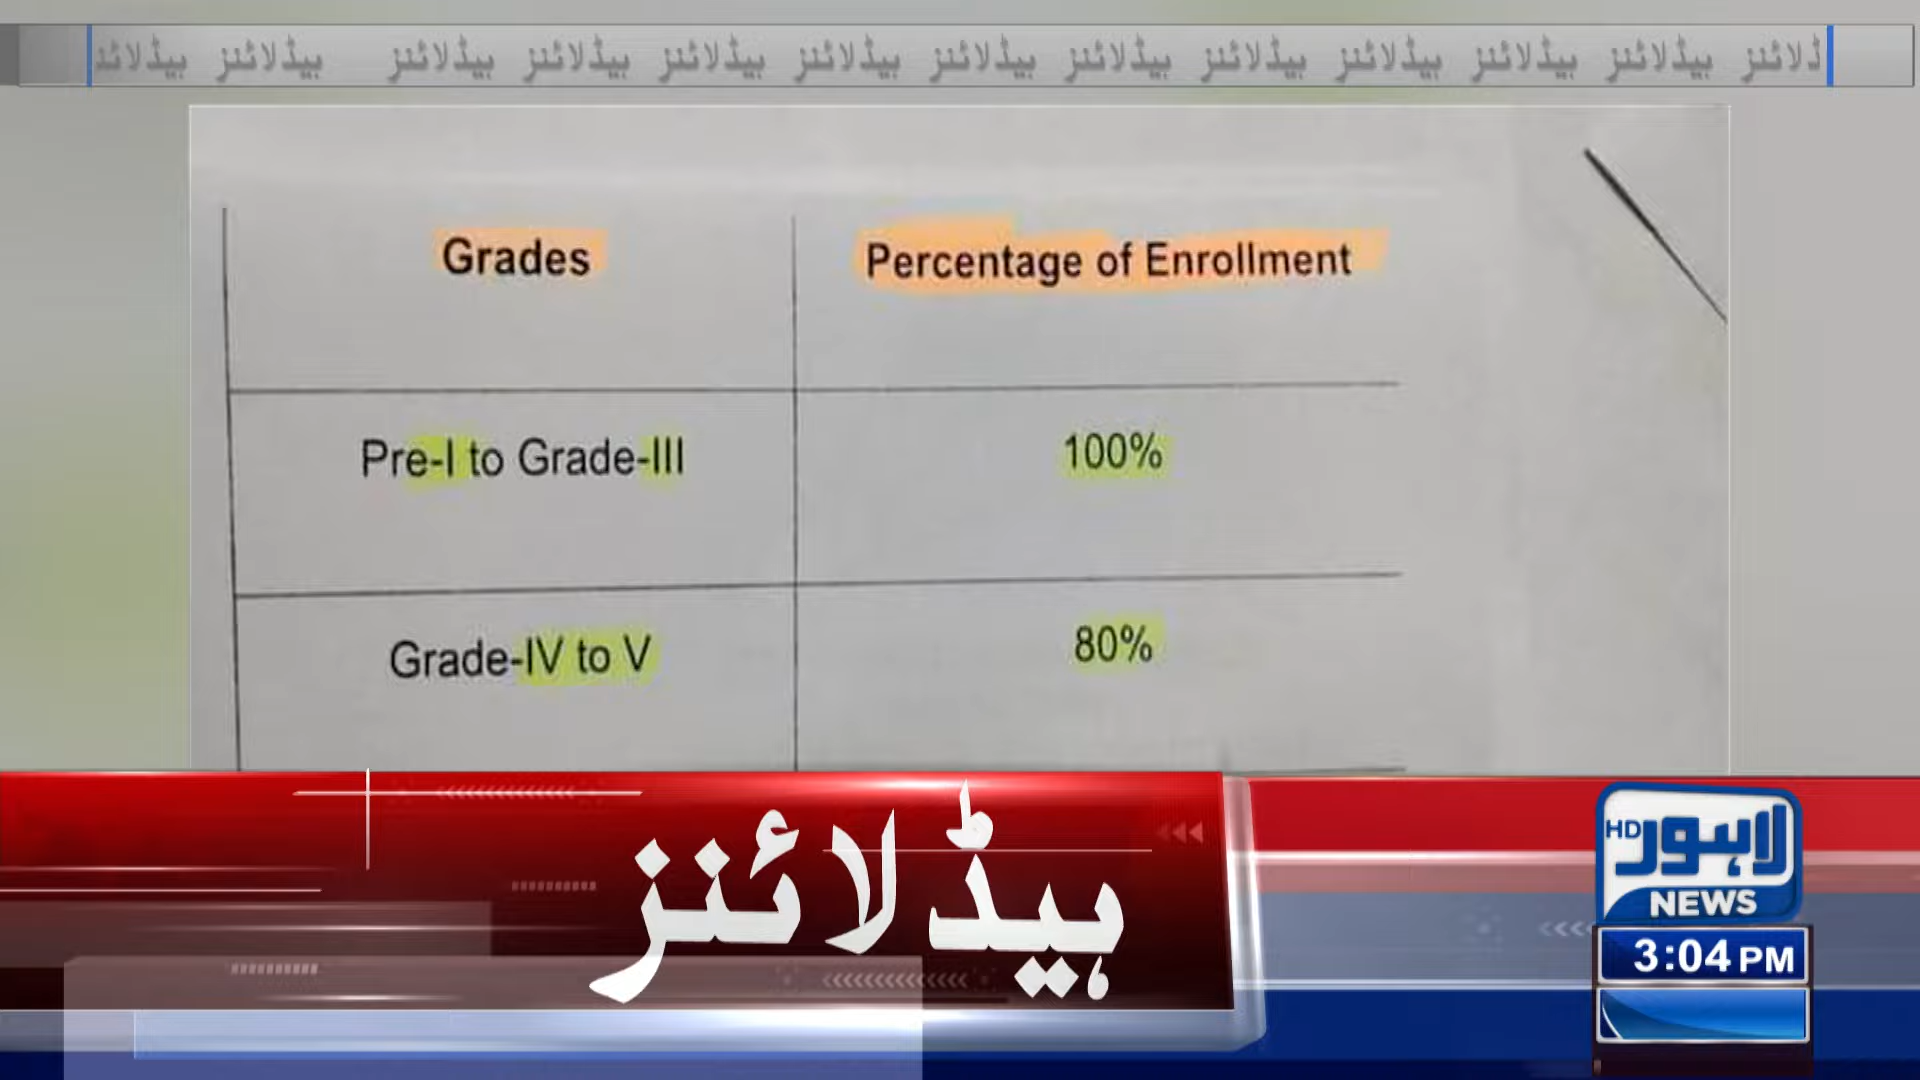 ہیڈلائنز ہیڈلائنز ہیڈلائنز ہیڈلائنز ہیڈلائنز ہیڈلائنز ہیڈلائنز ہیڈلائنز ہیڈلائنز ہیڈلائنز ہیڈلائنز
Grades Percentage of Enrollment
Pre-I to Grade-III 100%
Grade-IV to V 80%
ہیڈلائنز
HD لاہور
NEWS
3:04 PM